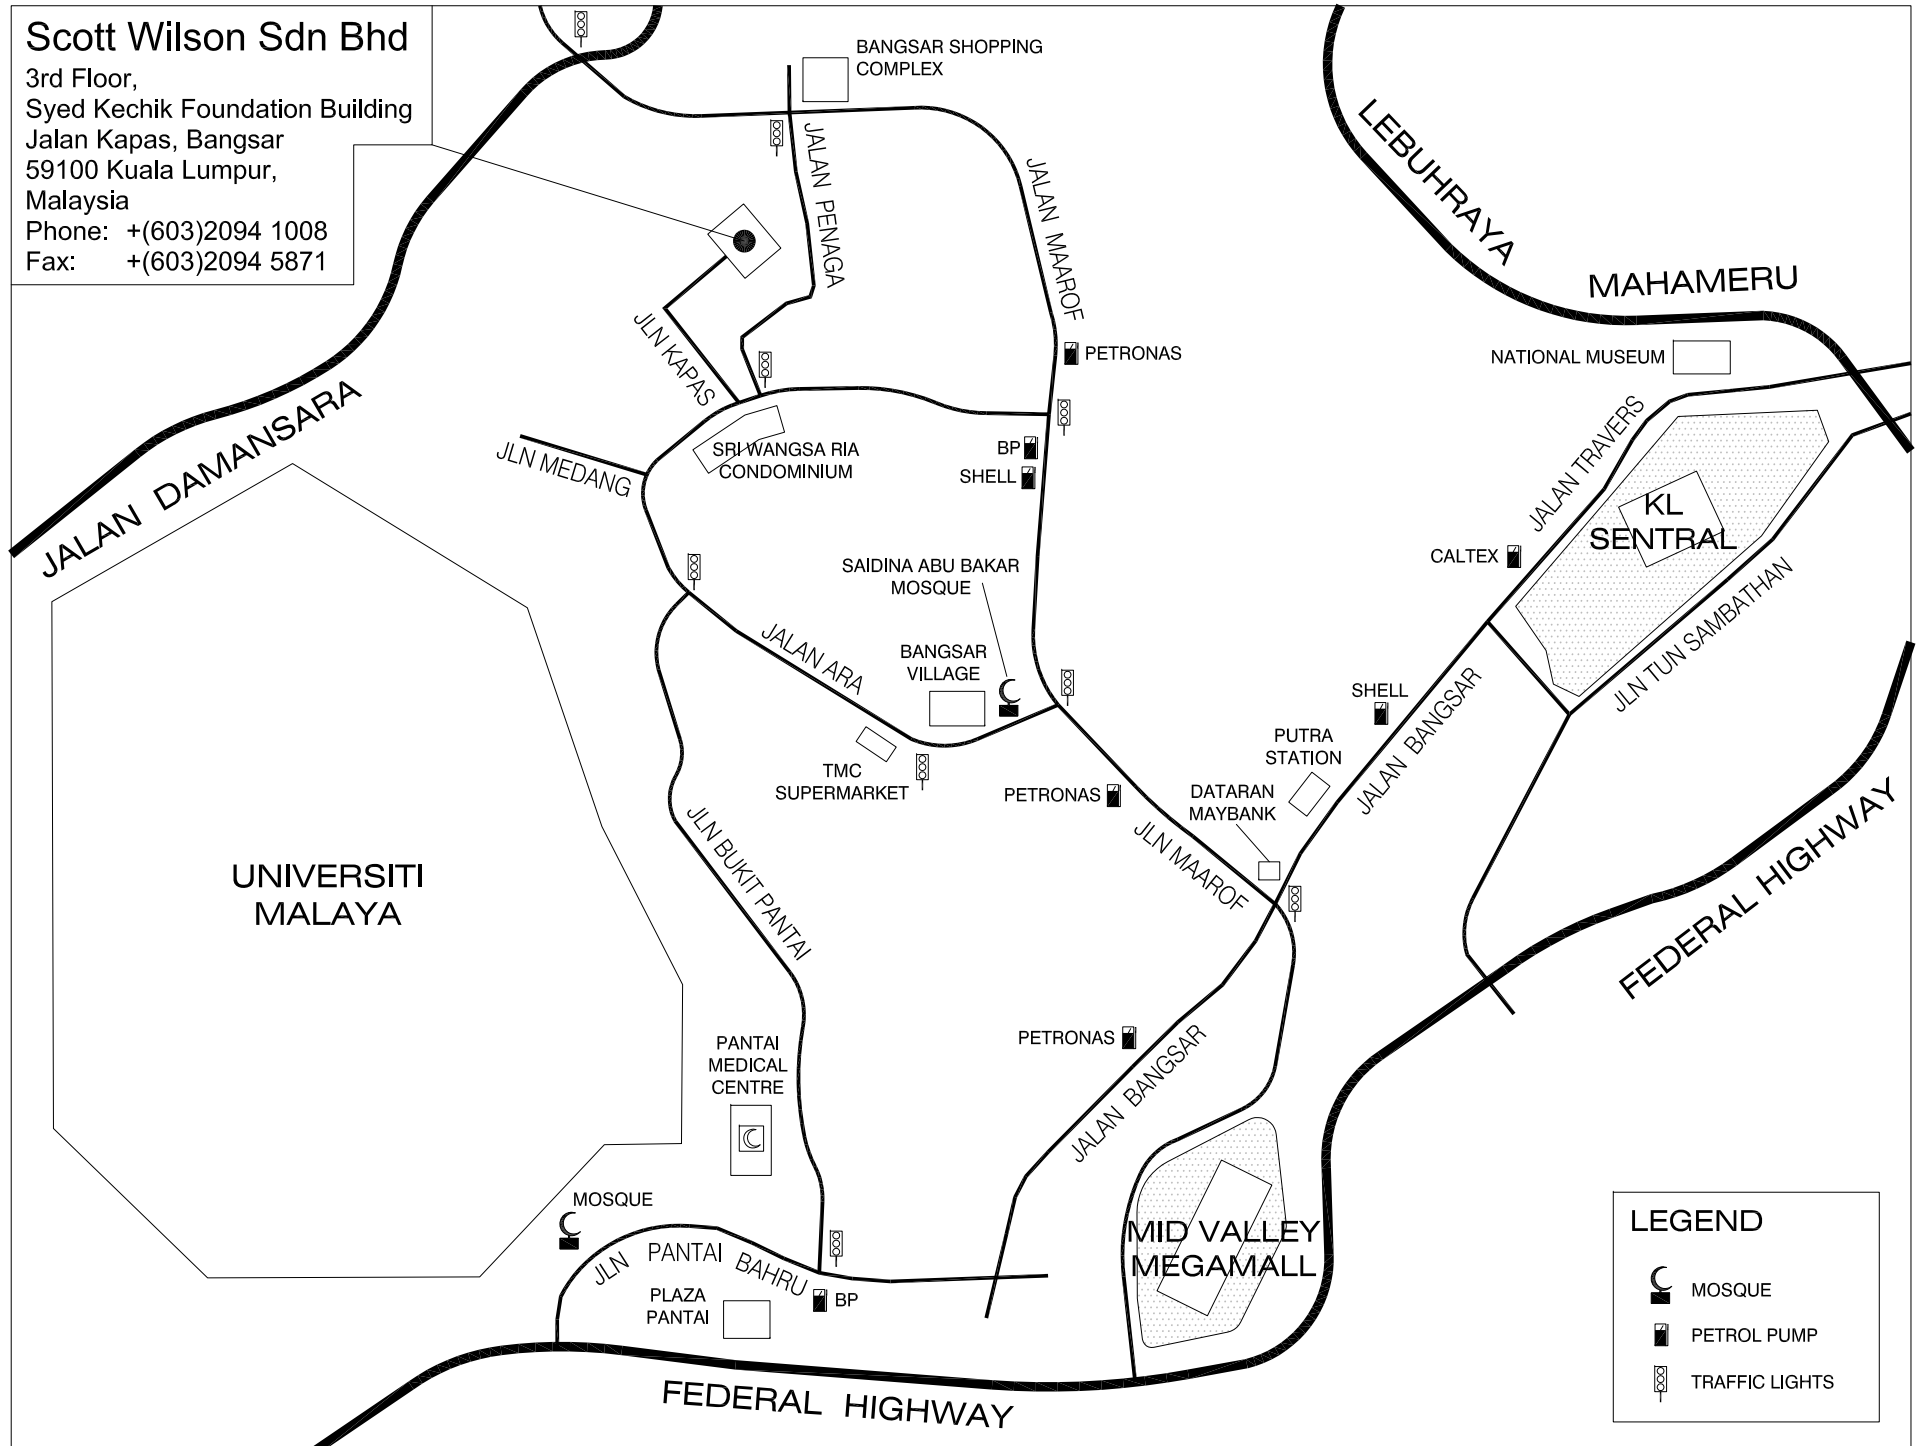 Scott Wilson Sdn Bhd
3rd Floor,
Syed Kechik Foundation Building
Jalan Kapas, Bangsar
59100 Kuala Lumpur,
Malaysia
Phone: +(603)2094 1008
Fax: +(603)2094 5871
BANGSAR SHOPPING
COMPLEX
JALAN PENAGA
JALAN MAAROF
LEBUHRAYA
MAHAMERU
JLN KAPAS
PETRONAS
NATIONAL MUSEUM
JALAN DAMANSARA
JLN MEDANG
SRI WANGSA RIA
CONDOMINIUM
BP
SHELL
JALAN TRAVERS
KL
SENTRAL
CALTEX
SAIDINA ABU BAKAR
MOSQUE
JLN TUN SAMBATHAN
JALAN ARA
BANGSAR
VILLAGE
SHELL
JALAN BANGSAR
PUTRA
STATION
TMC
SUPERMARKET
PETRONAS
DATARAN
MAYBANK
JLN MAAROF
JLN BUKIT PANTAI
UNIVERSITI
MALAYA
FEDERAL HIGHWAY
PETRONAS
JALAN BANGSAR
PANTAI
MEDICAL
CENTRE
MOSQUE
JLN PANTAI BAHRU
MID VALLEY
MEGAMALL
PLAZA
PANTAI
BP
FEDERAL HIGHWAY
LEGEND
MOSQUE
PETROL PUMP
TRAFFIC LIGHTS